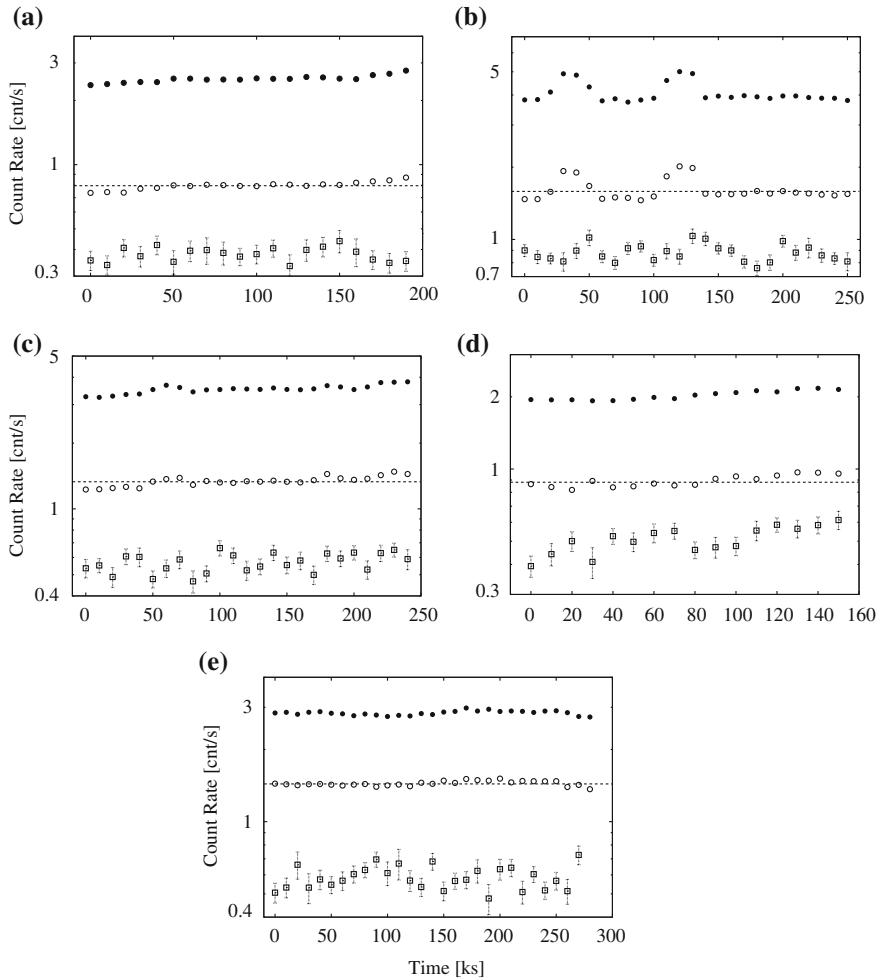 (a)
3
1
0.3
Count Rate [cnt/s]
0 50 100 150 200
(b)
5
1
0.7
0 50 100 150 200 250
(c)
5
1
0.4
Count Rate [cnt/s]
0 50 100 150 200 250
(d)
2
1
0.3
0 20 40 60 80 100 120 140 160
(e)
3
1
0.4
Count Rate [cnt/s]
0 50 100 150 200 250 300
Time [ks]